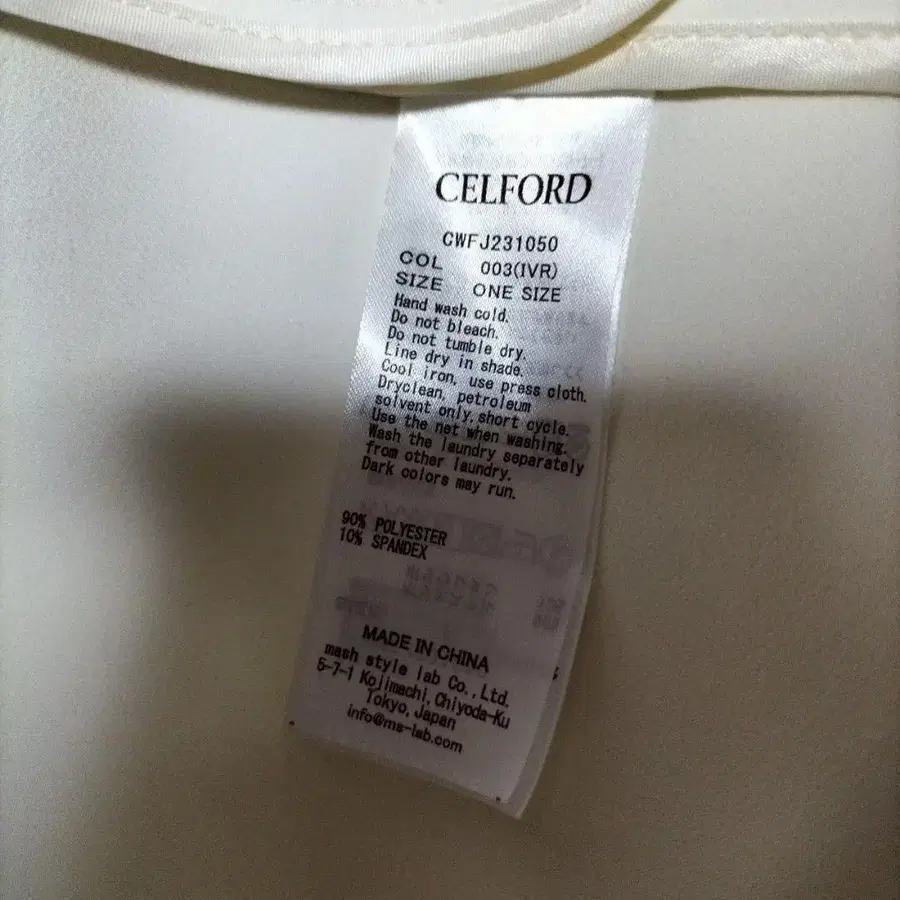 CELFORD
CWFJ231050
COL 003(IVR)
SIZE ONE SIZE
Hand wash cold.
Do not bleach.
Do not tumble dry.
Line dry in shade.
Cool iron, use press cloth.
Dryclean, petroleum
solvent only,short cycle.
Use the net when washing.
Wash the laundry separately
from other laundry.
Dark colors may run.
90% POLYESTER
10% SPANDEX
MADE IN CHINA
mash style lab Co.,Ltd.
5-7-1 Kojimachi,Chiyoda-Ku
Tokyo,Japan
info@ms-lab.com